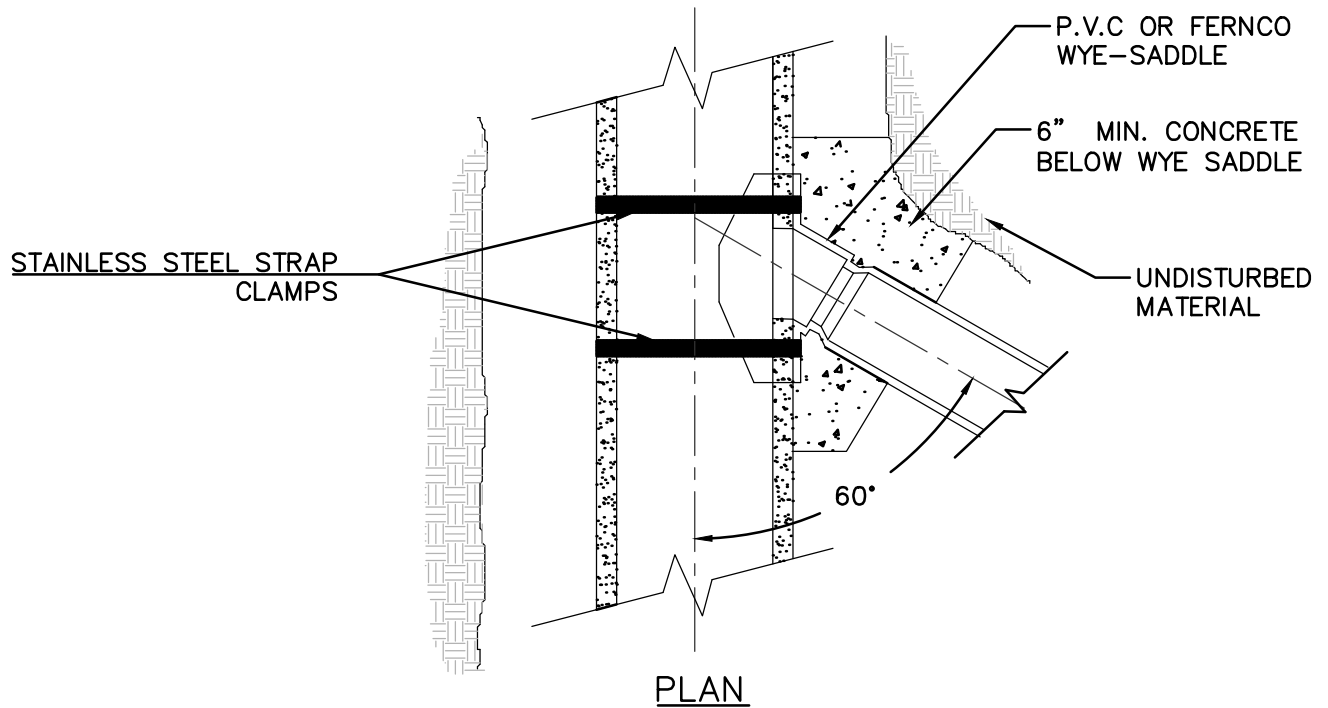 P.V.C OR FERNCO
WYE-SADDLE
6" MIN. CONCRETE
BELOW WYE SADDLE
STAINLESS STEEL STRAP
CLAMPS
UNDISTURBED
MATERIAL
60°
PLAN